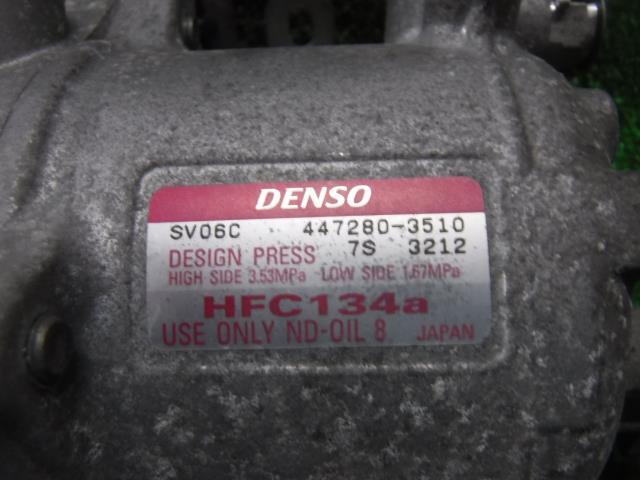 DENSO
SV06C 447280-3510
DESIGN PRESS 7S 3212
HIGH SIDE 3.53MPa LOW SIDE 1.67MPa
HFC134a
USE ONLY ND-OIL 8 JAPAN